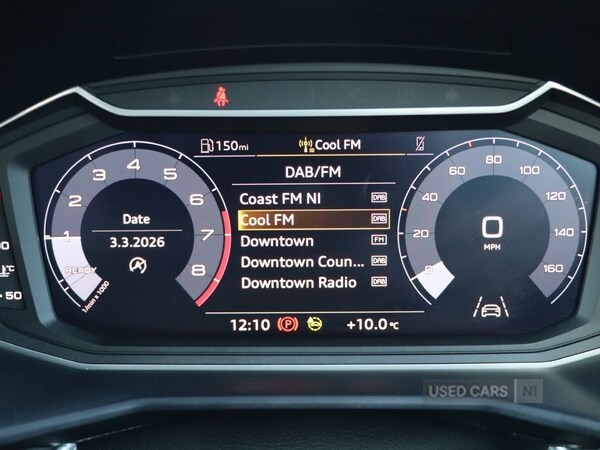 150mi Cool FM
DAB/FM
Coast FM NI DAB
Cool FM DAB
Downtown FM
Downtown Coun... DAB
Downtown Radio DAB
12:10 P +10.0°C
Date
3.3.2026
READY
1 2 3 4 5 6 7 8
1/min x 1000
0 20 40 60 80 100 120 140 160
0
MPH
°C
50
USED CARS NI